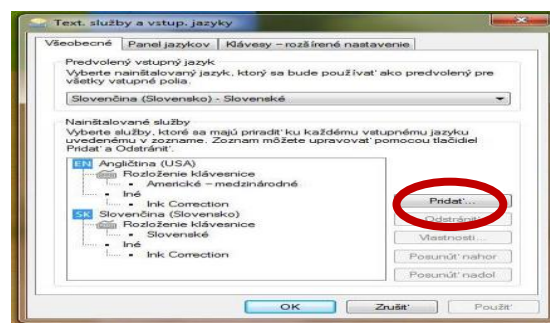 Text. služby a vstup. jazyky
Všeobecné Panel jazykov Klávesy – rozšírené nastavenie
Predvolený vstupný jazyk
Vyberte nainštalovaný jazyk, ktorý sa bude používať ako predvolený pre
všetky vstupné polia.
Slovenčina (Slovensko) - Slovenské
Nainštalované služby
Vyberte služby, ktoré sa majú priradiť ku každému vstupnému jazyku
uvedenému v zozname. Zoznam môžete upravovať pomocou tlačidiel
Pridať a Odstrániť.
EN Angličtina (USA)
Rozloženie klávesnice
Americké – medzinárodné
Iné
Ink Correction
SK Slovenčina (Slovensko)
Rozloženie klávesnice
Slovenské
Iné
Ink Correction
Pridať...
Odstrániť
Vlastnosti...
Posunúť nahor
Posunúť nadol
OK Zrušiť Použiť